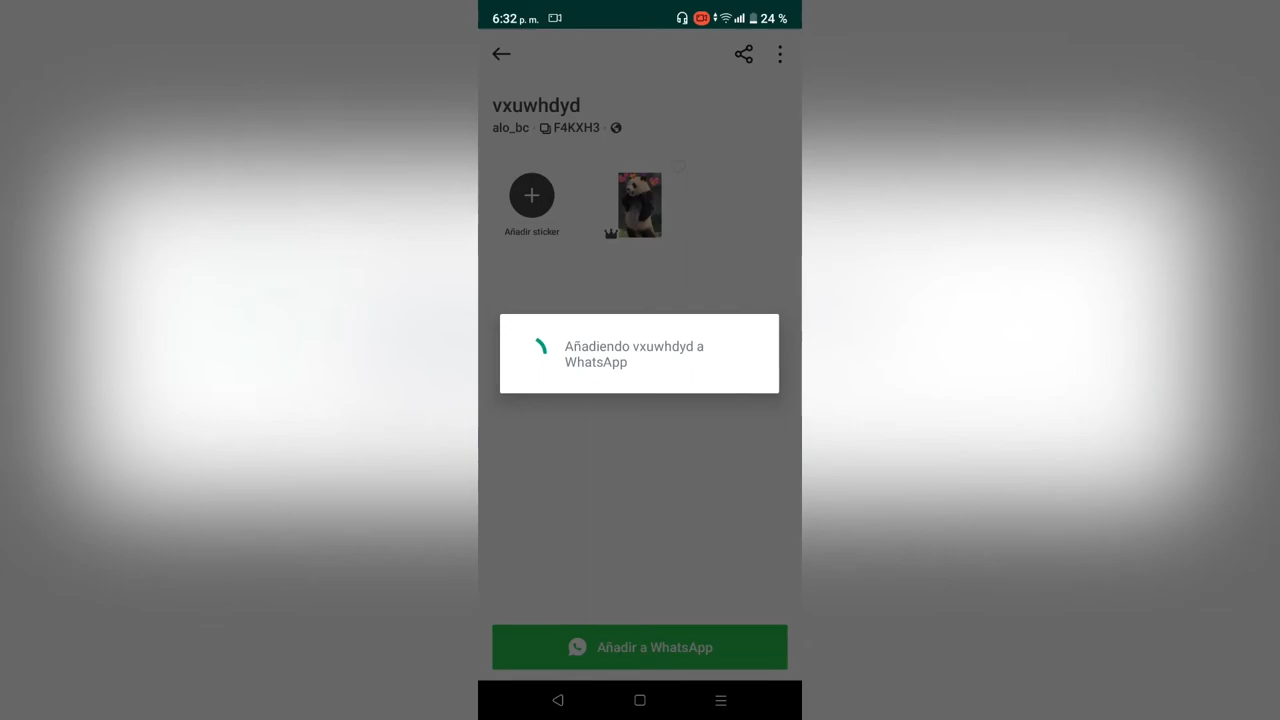 6:32 p. m. 24 %
vxuwhdyd
alo_bc · F4KXH3 ·
Añadir sticker
Añadiendo vxuwhdyd a
WhatsApp
Añadir a WhatsApp